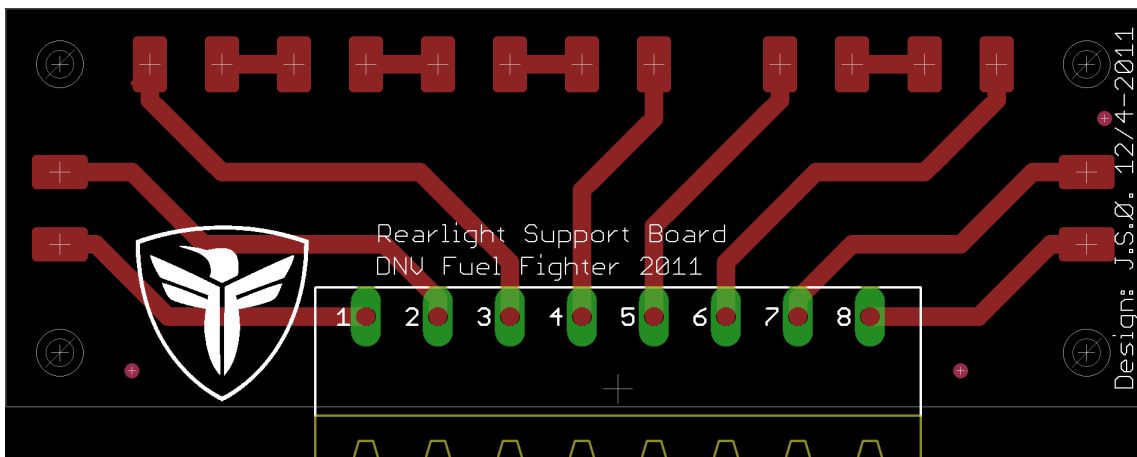 Rearlight Support Board
DNV Fuel Fighter 2011
1 2 3 4 5 6 7 8
Design: J.S.Ø. 12/4-2011